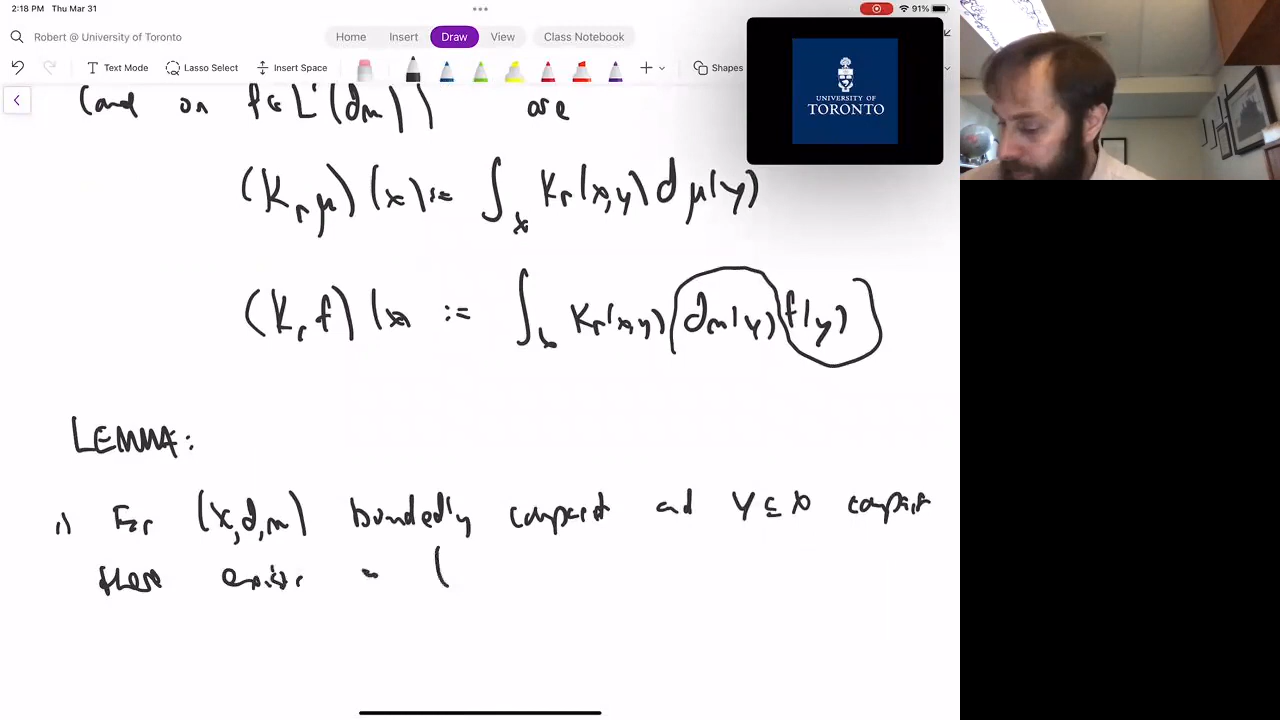 2:18 PM Thu Mar 31
91%
Robert @ University of Toronto
Home Insert Draw View Class Notebook
Text Mode Lasso Select Insert Space Shapes
UNIVERSITY OF
TORONTO
(and on f∈L¹(dm)) are
(K_r μ)(x) := ∫_X K_r(x,y) dμ(y)
(K_r f)(x) := ∫_X K_r(x,y) dm(y) f(y)
LEMMA:
1) For (X,d,m) boundedly compact and Y⊆X compact
there exists a (